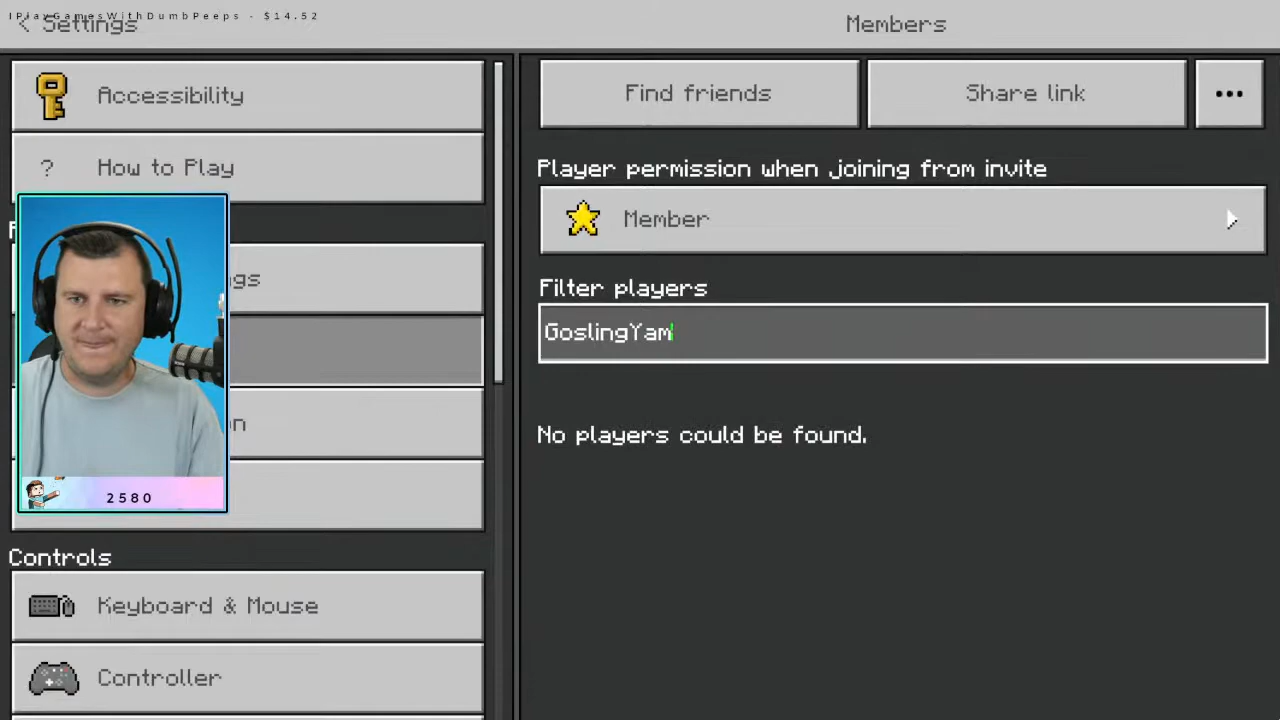 IPlayGamesWithDumbPeeps - $14.52
< Settings
Members
Accessibility
? How to Play
ngs
n
2580
Controls
Keyboard & Mouse
Controller
Find friends
Share link
•••
Player permission when joining from invite
Member
Filter players
GoslingYam
No players could be found.